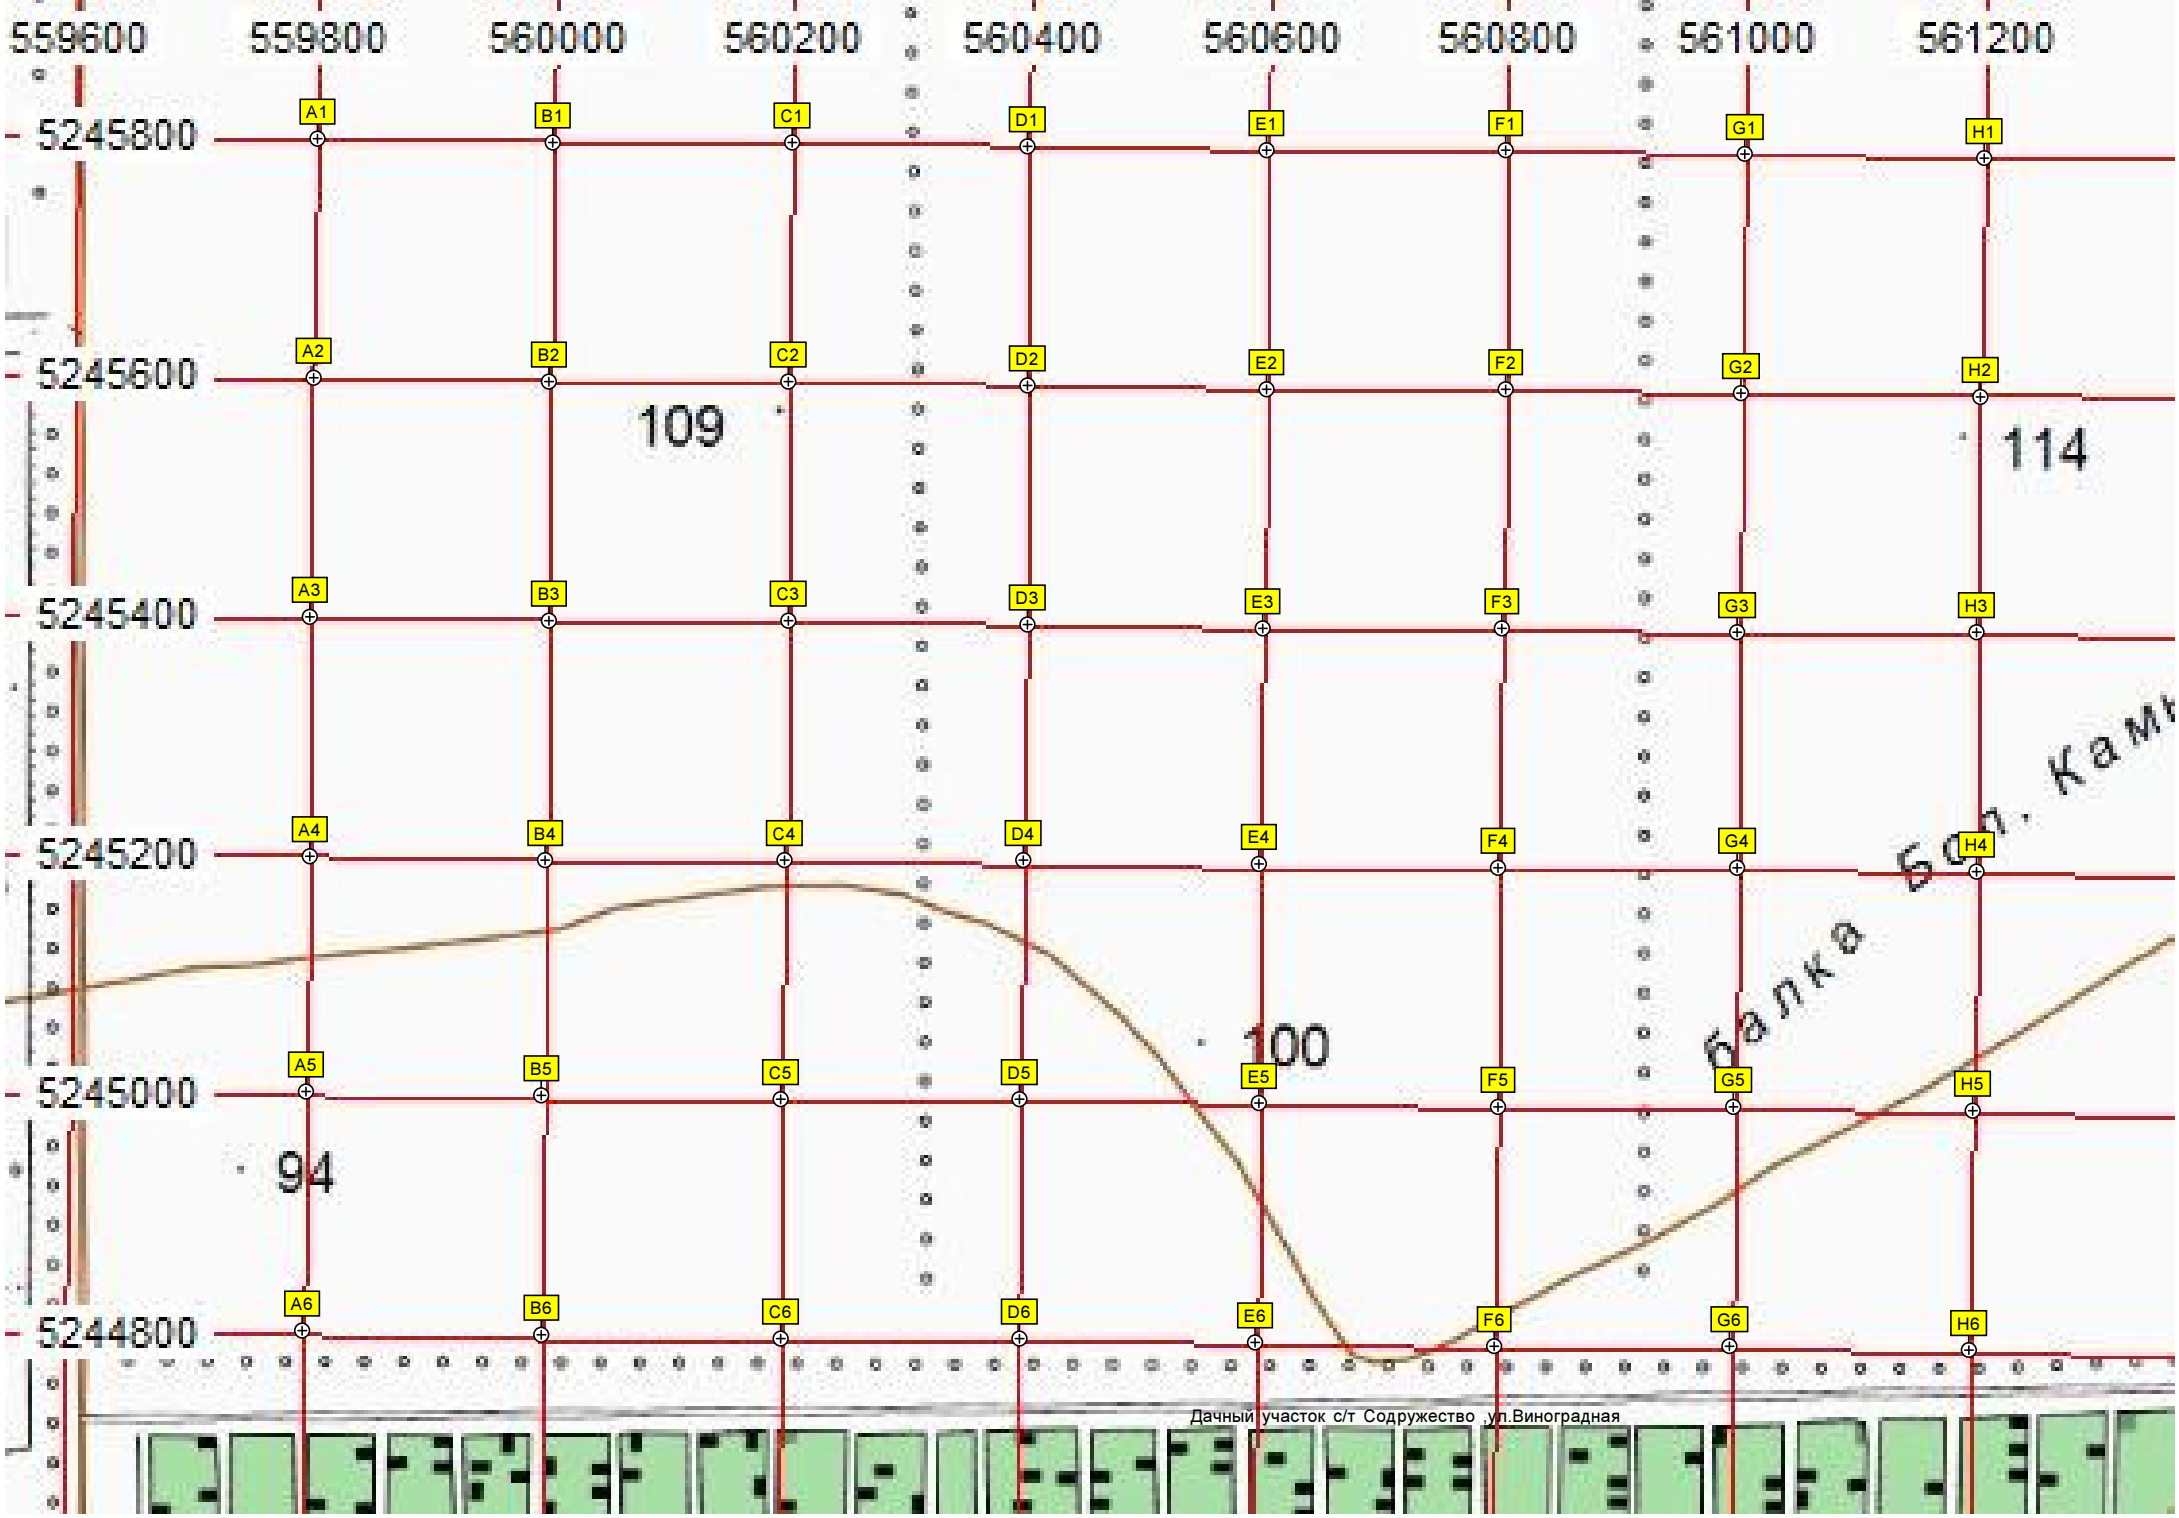 559600 559800 560000 560200 560400 560600 560800 561000 561200
A1 B1 C1 D1 E1 F1 G1 H1
5245800
A2 B2 C2 D2 E2 F2 G2 H2
5245600
109
114
A3 B3 C3 D3 E3 F3 G3 H3
5245400
A4 B4 C4 D4 E4 F4 G4 H4
5245200
балка Бол. Камы
100
A5 B5 C5 D5 E5 F5 G5 H5
5245000
94
A6 B6 C6 D6 E6 F6 G6 H6
5244800
Дачный участок с/т Содружество ,ул.Виноградная